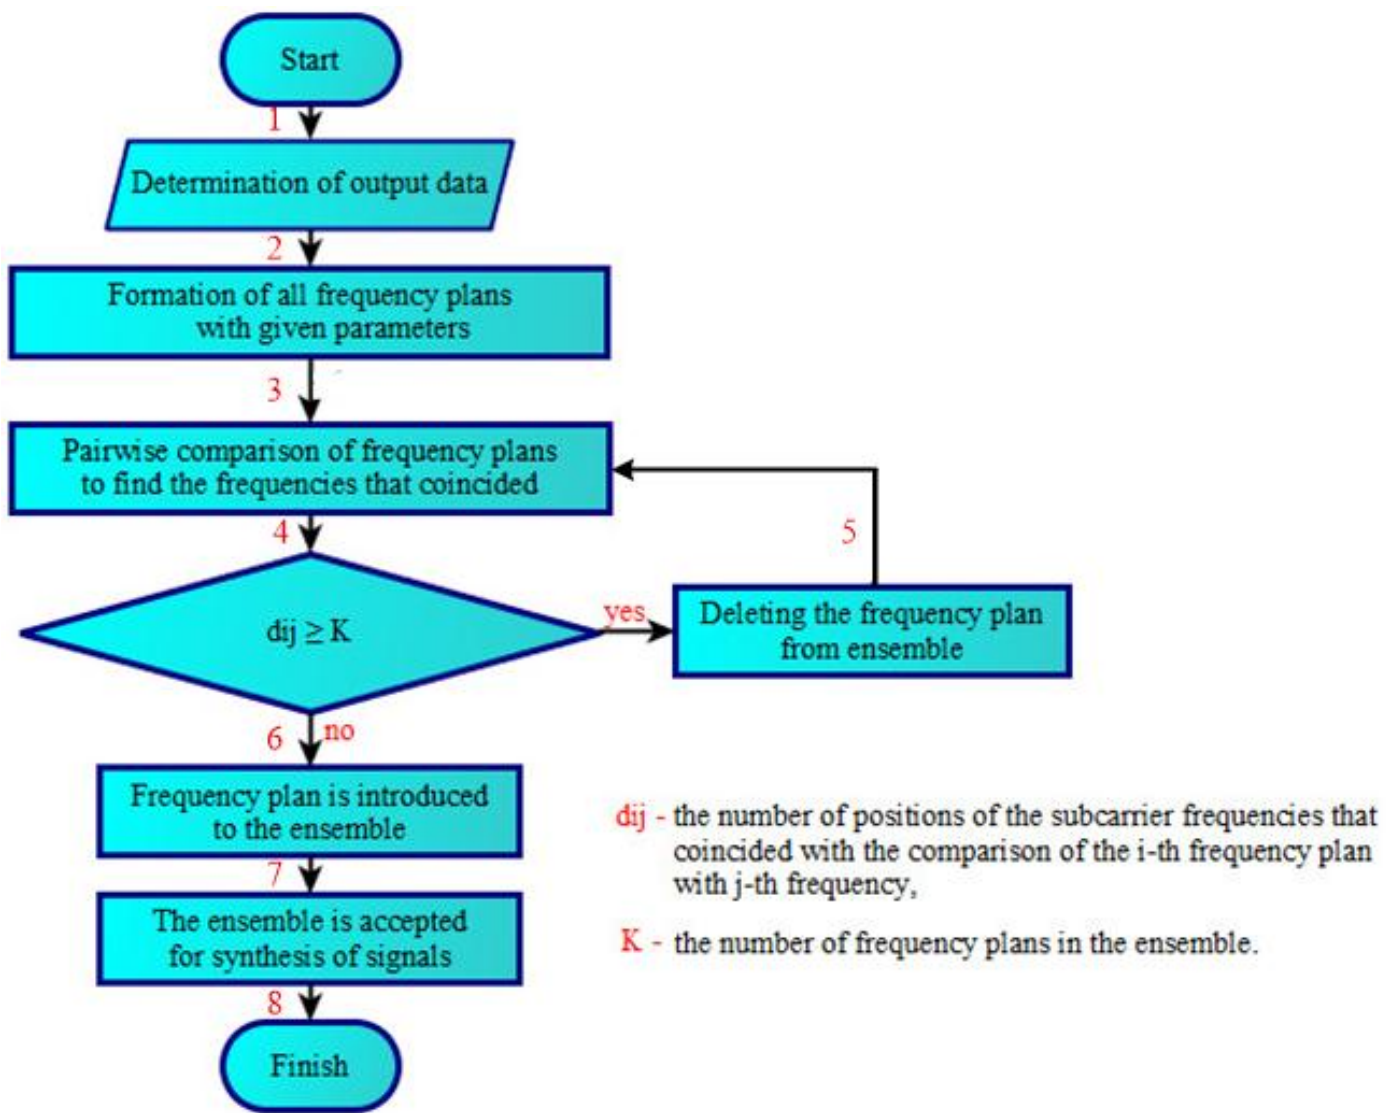 Start
1
Determination of output data
2
Formation of all frequency plans
with given parameters
3
Pairwise comparison of frequency plans
to find the frequencies that coincided
4
5
dij ≥ K
yes
Deleting the frequency plan
from ensemble
6
no
Frequency plan is introduced
to the ensemble
7
The ensemble is accepted
for synthesis of signals
8
Finish
dij - the number of positions of the subcarrier frequencies that
coincided with the comparison of the i-th frequency plan
with j-th frequency,
K - the number of frequency plans in the ensemble.